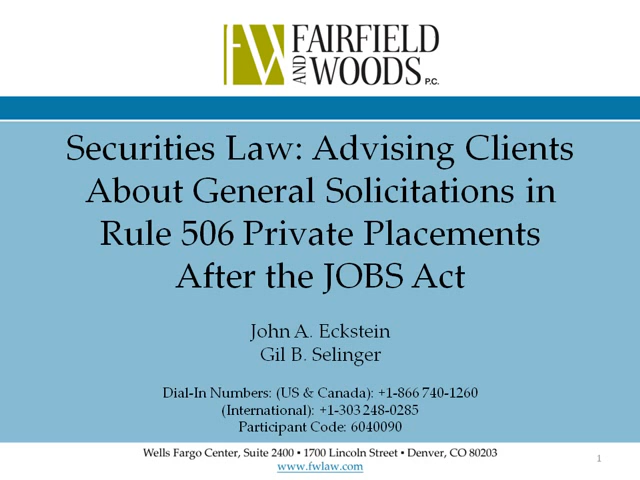 FW FAIRFIELD
AND WOODS P.C.
Securities Law: Advising Clients
About General Solicitations in
Rule 506 Private Placements
After the JOBS Act
John A. Eckstein
Gil B. Selinger
Dial-In Numbers: (US & Canada): +1-866 740-1260
(International): +1-303 248-0285
Participant Code: 6040090
Wells Fargo Center, Suite 2400 ▪ 1700 Lincoln Street ▪ Denver, CO 80203
www.fwlaw.com
1